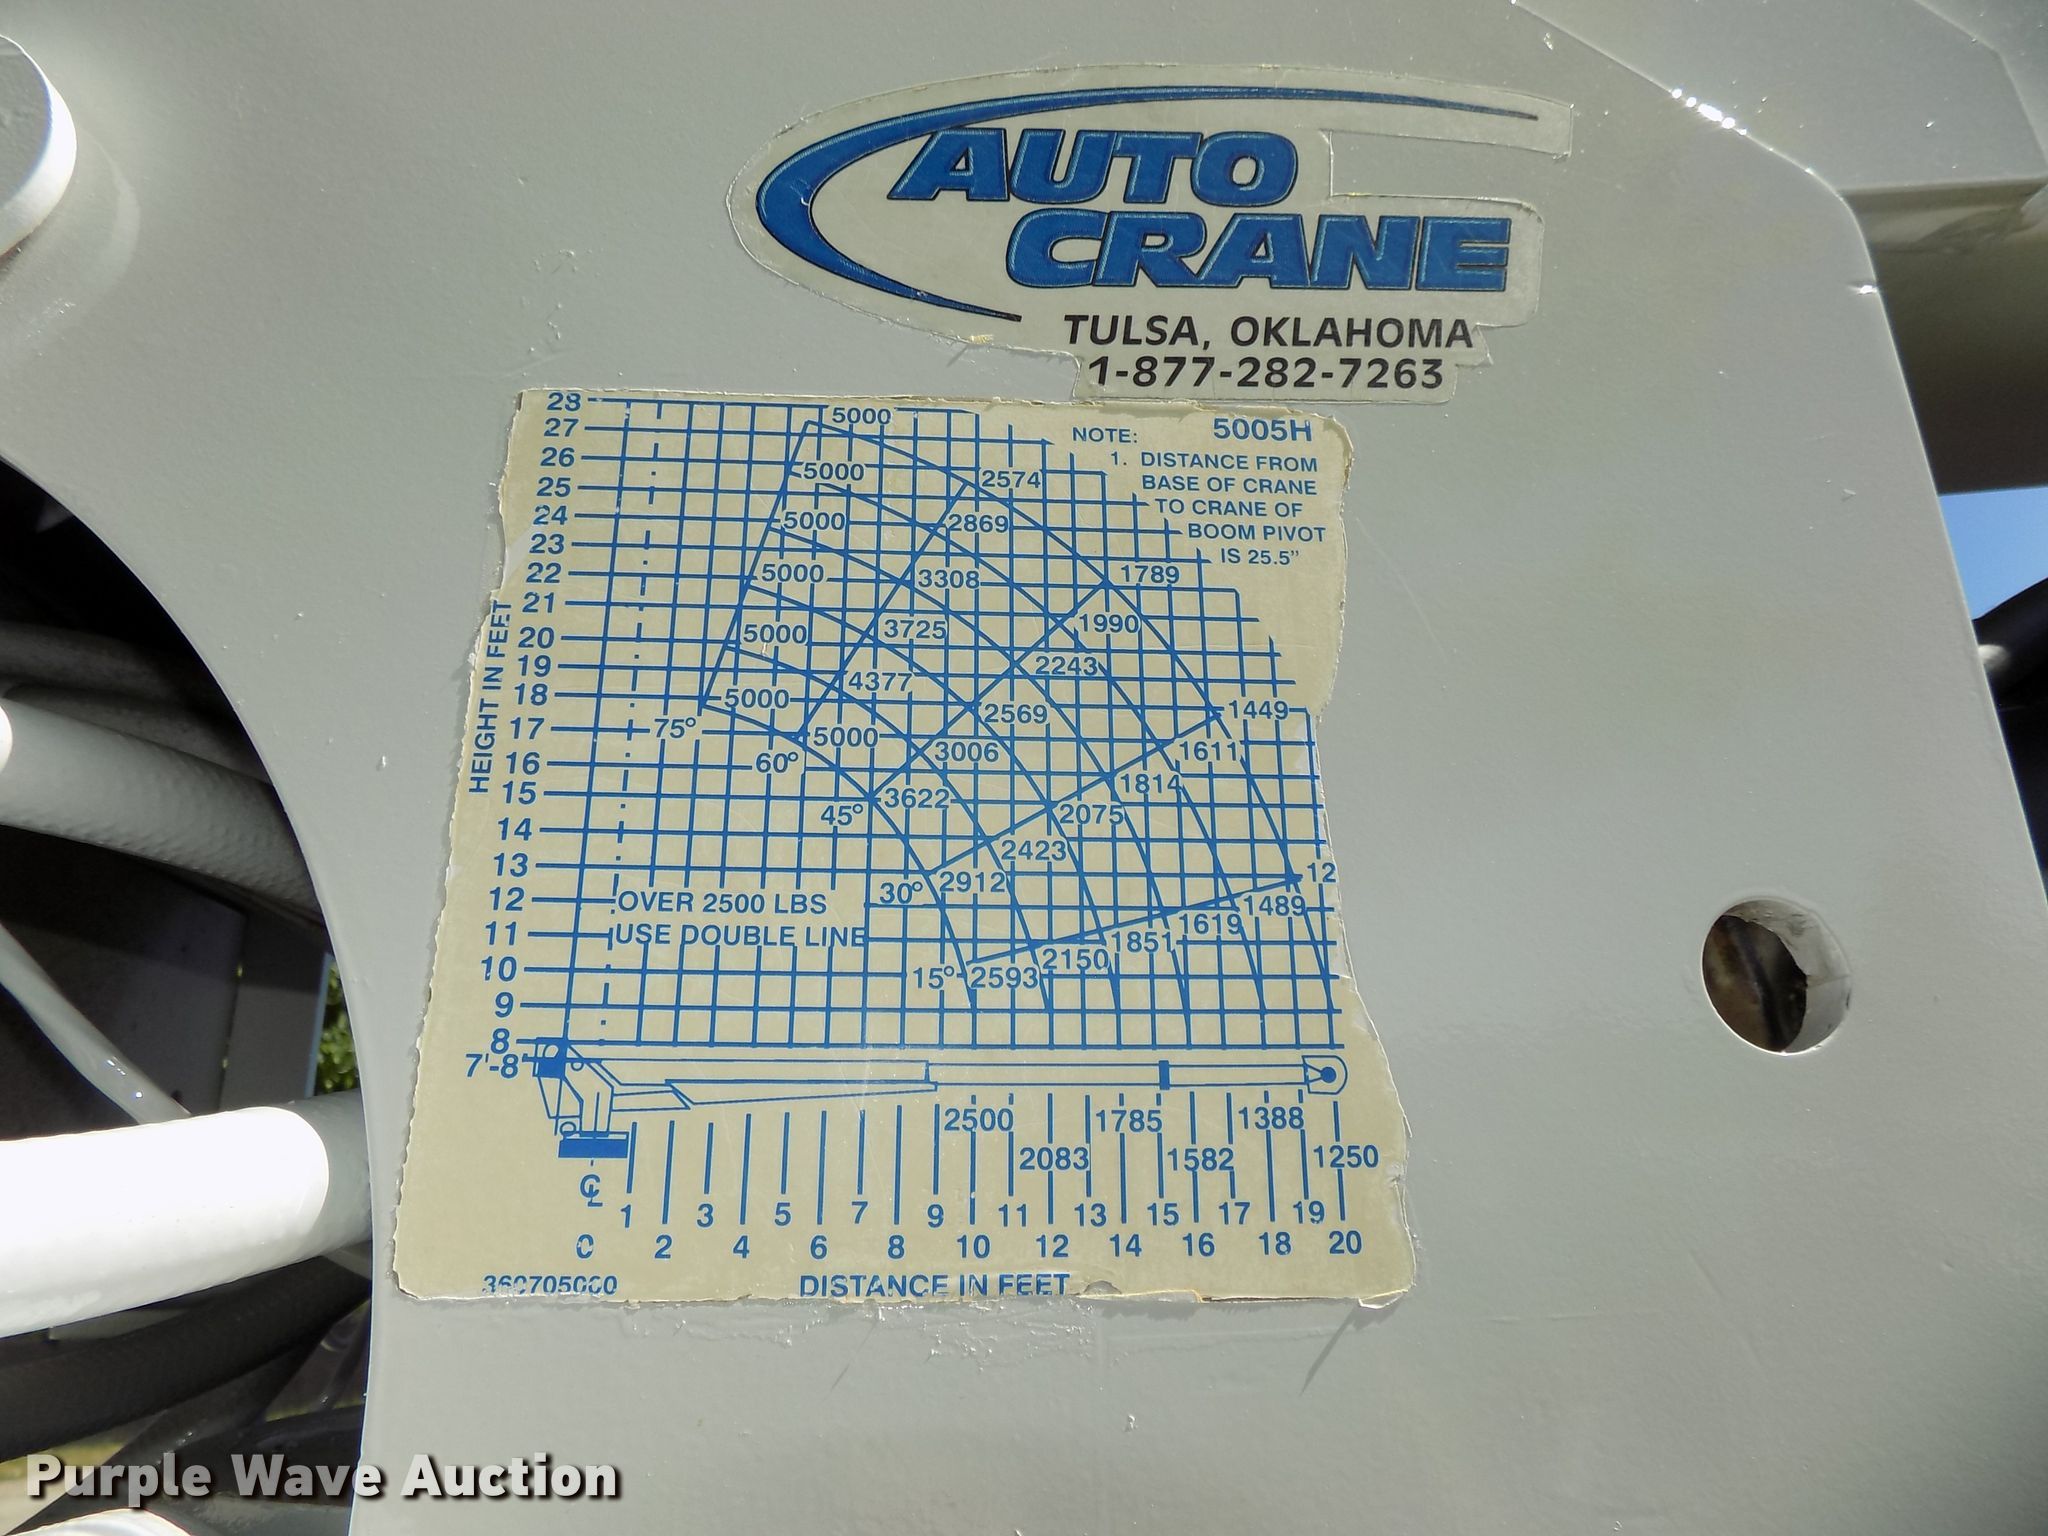 AUTO
CRANE
TULSA, OKLAHOMA
1-877-282-7263
5005H
NOTE:
1. DISTANCE FROM
BASE OF CRANE
TO CRANE OF
BOOM PIVOT
IS 25.5"
HEIGHT IN FEET
28
27
26
25
24
23
22
21
20
19
18
17
16
15
14
13
12
11
10
9
8
7'-8"
5000
5000 2574
5000 2869
5000 3308 1789
5000 3725 1990
5000 4377 2243
75° 5000 2569 1449
60° 3006 1611
45° 3622 2075 1814
2423
30° 2912 12
OVER 2500 LBS
USE DOUBLE LINE
15° 2593 2150 1851 1619 1489
2500 1785 1388
2083 1582 1250
℄
1 3 5 7 9 11 13 15 17 19
0 2 4 6 8 10 12 14 16 18 20
360705000 DISTANCE IN FEET
Purple Wave Auction